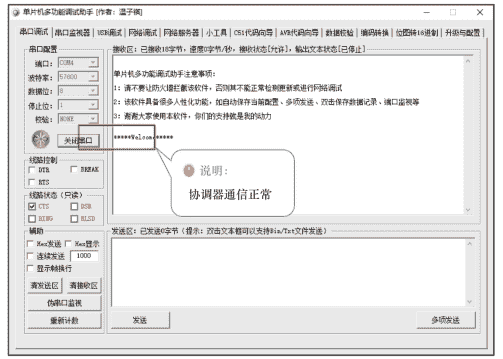 单片机多功能调试助手 [作者: 温子祺]
串口调试 串口监视器 USB调试 网络调试 网络服务器 小工具 C51代码向导 AVR代码向导 数据校验 编码转换 位图转16进制 升级与配置
串口配置
端口: COM4
波特率: 57600
数据位: 8
停止位: 1
校验: NONE
关闭串口
线路控制
DTR BREAK
RTS
线路状态 (只读)
CTS DSR
RING RLSD
辅助
Hex发送 Hex显示
连续发送 1000
显示帧换行
清发送区 清接收区
伪串口监视
重新计数
接收区: 已接收18字节, 速度0字节/秒, 接收状态[允许], 输出文本状态[已停止]
单片机多功能调试助手注意事项:
1: 请不要让防火墙拦截该软件, 否则其不能正常检测更新或进行网络调试
2: 该软件具备很多人性化功能, 如自动保存当前配置、多项发送、双击保存数据记录、端口监视等
3: 谢谢大家使用本软件, 你们的支持就是我的动力
*****Welcom*****
说明:
协调器通信正常
发送区: 已发送0字节 (提示: 双击文本框可以支持Bin/Txt文件发送)
发送 多项发送